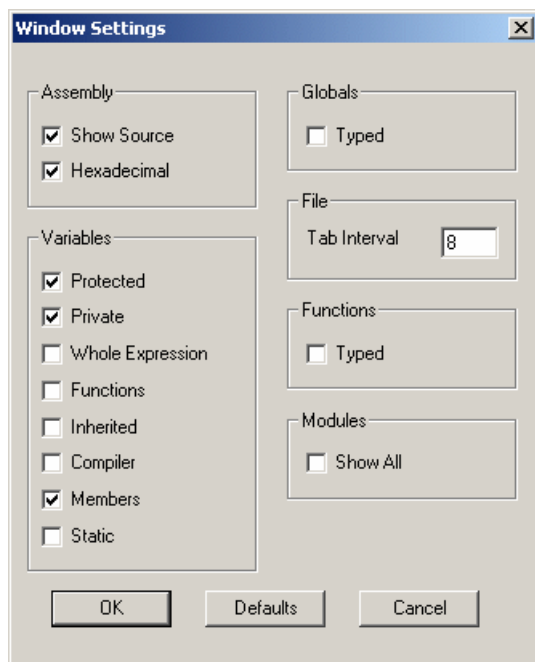 Window Settings
Assembly
Show Source
Hexadecimal
Variables
Protected
Private
Whole Expression
Functions
Inherited
Compiler
Members
Static
Globals
Typed
File
Tab Interval 8
Functions
Typed
Modules
Show All
OK Defaults Cancel